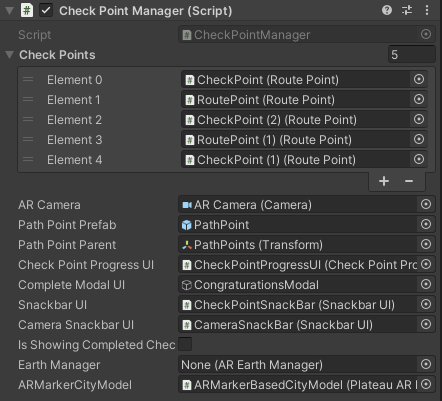 # Check Point Manager (Script)
Script # CheckPointManager
Check Points 5
Element 0 # CheckPoint (Route Point)
Element 1 # RoutePoint (Route Point)
Element 2 # CheckPoint (2) (Route Point)
Element 3 # RoutePoint (1) (Route Point)
Element 4 # CheckPoint (1) (Route Point)
+ −
AR Camera AR Camera (Camera)
Path Point Prefab PathPoint
Path Point Parent PathPoints (Transform)
Check Point Progress UI # CheckPointProgressUI (Check Point Pro
Complete Modal UI CongraturationsModal
Snackbar UI # CheckPointSnackBar (Snackbar UI)
Camera Snackbar UI # CameraSnackBar (Snackbar UI)
Is Showing Completed Chec
Earth Manager None (AR Earth Manager)
ARMarkerCityModel # ARMarkerBasedCityModel (Plateau AR